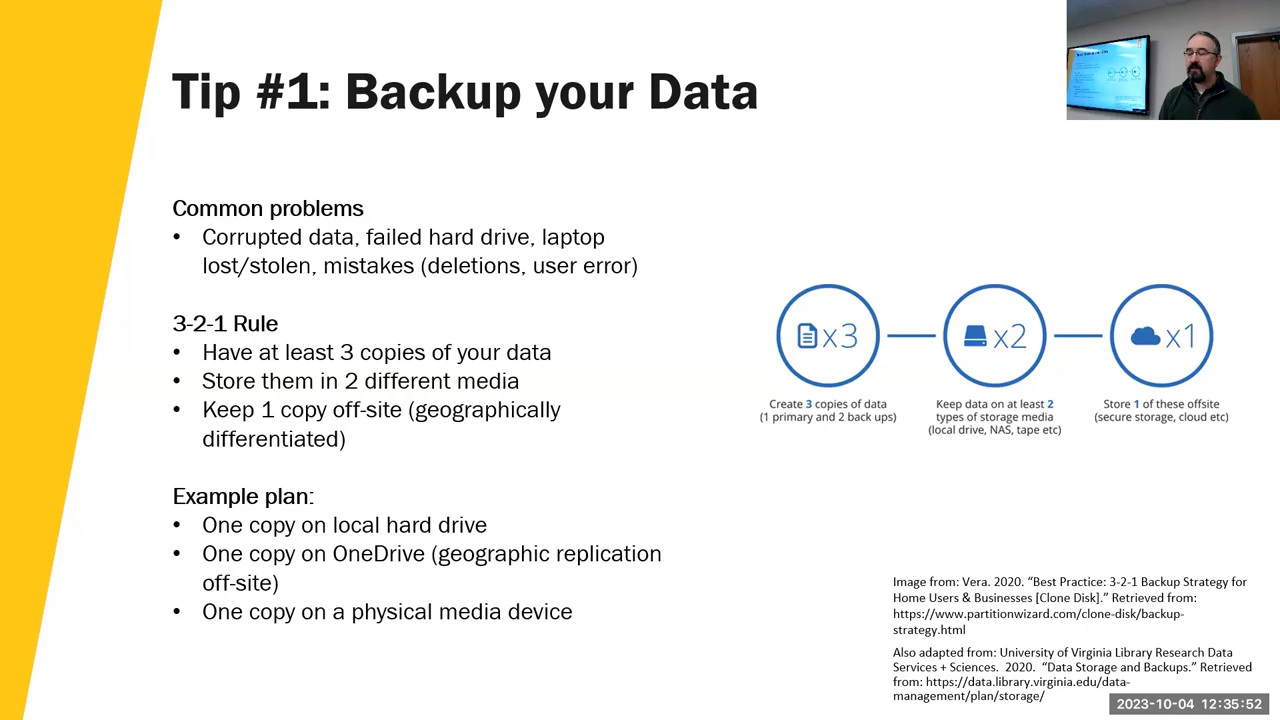 Tip #1: Backup your Data
Common problems
• Corrupted data, failed hard drive, laptop
lost/stolen, mistakes (deletions, user error)
3-2-1 Rule
• Have at least 3 copies of your data
• Store them in 2 different media
• Keep 1 copy off-site (geographically
differentiated)
Example plan:
• One copy on local hard drive
• One copy on OneDrive (geographic replication
off-site)
• One copy on a physical media device
x3
Create 3 copies of data
(1 primary and 2 back ups)
x2
Keep data on at least 2
types of storage media
(local drive, NAS, tape etc)
x1
Store 1 of these offsite
(secure storage, cloud etc)
Image from: Vera. 2020. “Best Practice: 3-2-1 Backup Strategy for
Home Users & Businesses [Clone Disk].” Retrieved from:
https://www.partitionwizard.com/clone-disk/backup-
strategy.html
Also adapted from: University of Virginia Library Research Data
Services + Sciences. 2020. “Data Storage and Backups.” Retrieved
from: https://data.library.virginia.edu/data-
management/plan/storage/
2023-10-04 12:35:52